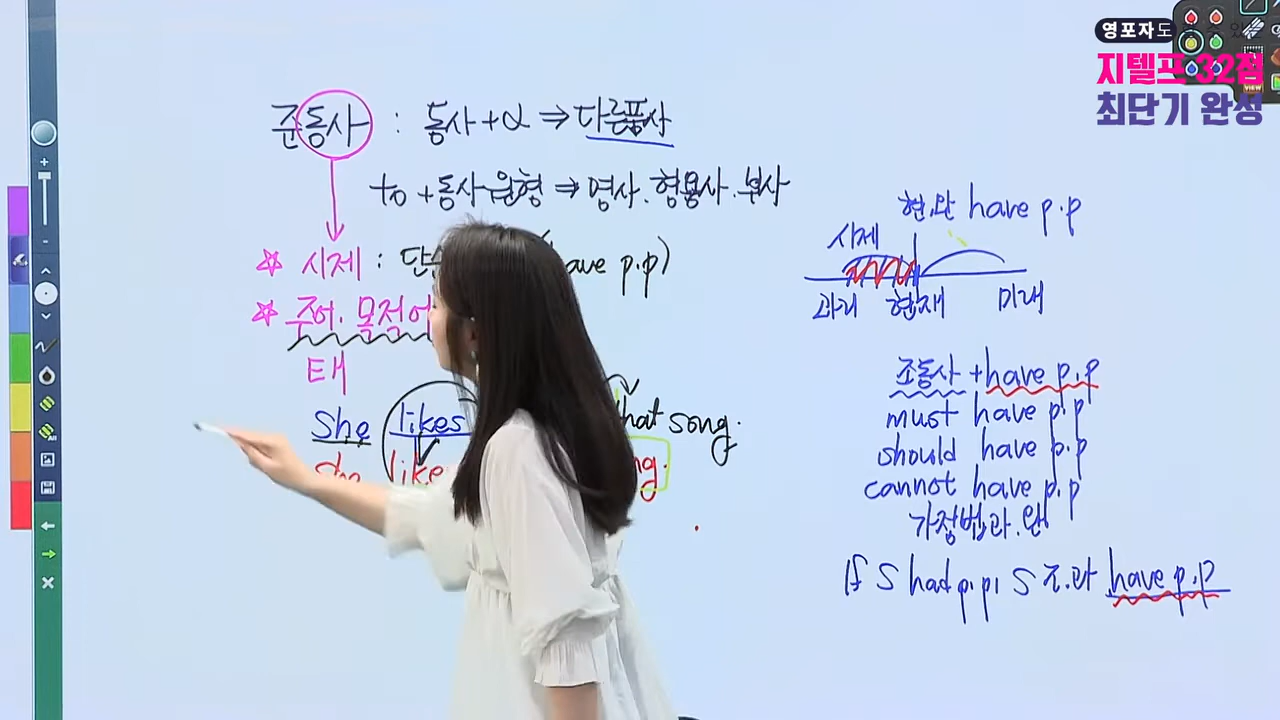 영포자도
지텔프 32점
최단기 완성
준동사 : 동사+α ⇒ 다른품사
to + 동사원형 ⇒ 명사. 형용사. 부사
☆ 시제 : have p.p)
☆ 주어. 목적어
태
She likes that song.
she like
현.완 have p.p
시제
과거 현재 미래
조동사 + have p.p
must have p.p
should have p.p
cannot have p.p
가정법과.완
If S had p.p, S 조.과 have p.p